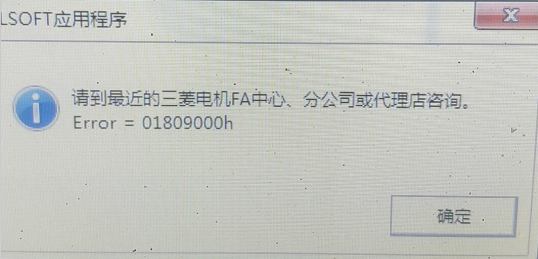 LSOFT应用程序
请到最近的三菱电机FA中心、分公司或代理店咨询。
Error = 01809000h
确定